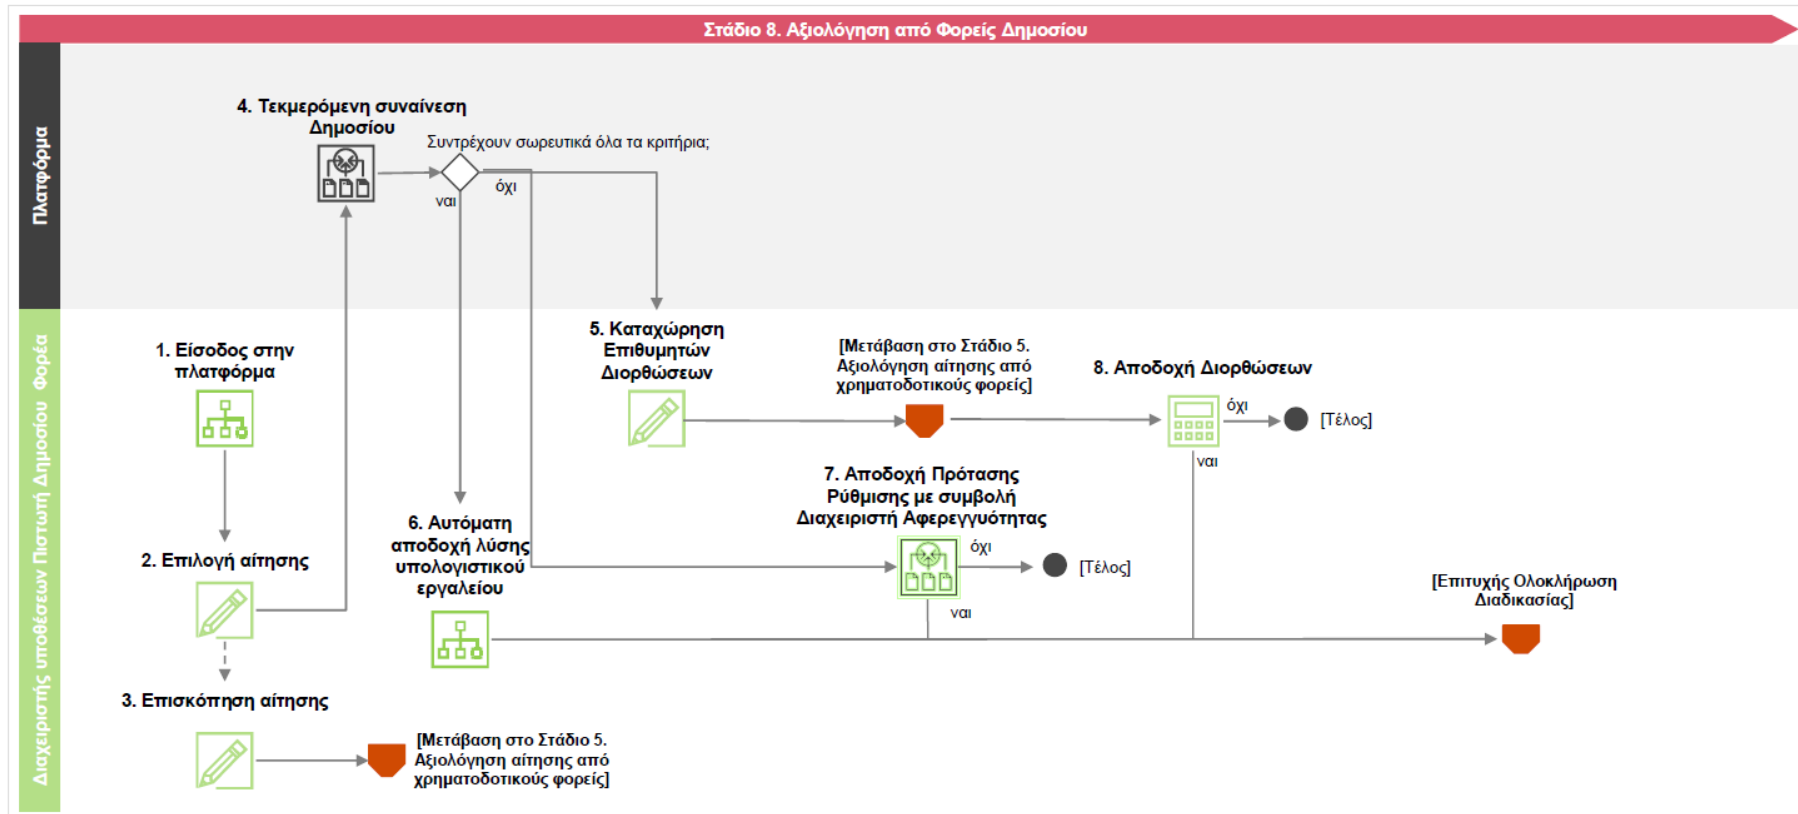 Στάδιο 8. Αξιολόγηση από Φορείς Δημοσίου
Πλατφόρμα
4. Τεκμερόμενη συναίνεση
Δημοσίου
Συντρέχουν σωρευτικά όλα τα κριτήρια;
όχι
ναι
Διαχειριστής υποθέσεων Πιστωτή Δημοσίου Φορέα
1. Είσοδος στην
πλατφόρμα
2. Επιλογή αίτησης
3. Επισκόπηση αίτησης
[Μετάβαση στο Στάδιο 5.
Αξιολόγηση αίτησης από
χρηματοδοτικούς φορείς]
5. Καταχώρηση
Επιθυμητών
Διορθώσεων
[Μετάβαση στο Στάδιο 5.
Αξιολόγηση αίτησης από
χρηματοδοτικούς φορείς]
8. Αποδοχή Διορθώσεων
όχι
[Τέλος]
ναι
6. Αυτόματη
αποδοχή λύσης
υπολογιστικού
εργαλείου
7. Αποδοχή Πρότασης
Ρύθμισης με συμβολή
Διαχειριστή Αφερεγγυότητας
όχι
[Τέλος]
ναι
[Επιτυχής Ολοκλήρωση
Διαδικασίας]